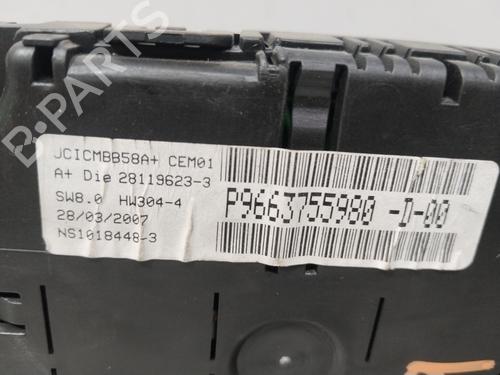 B-PARTS
JCICMBB58A+ CEM01
A+ Die 28119623-3
SW8.0 HW304-4
28/03/2007
NS1018448-3
P9663755980 -D-00